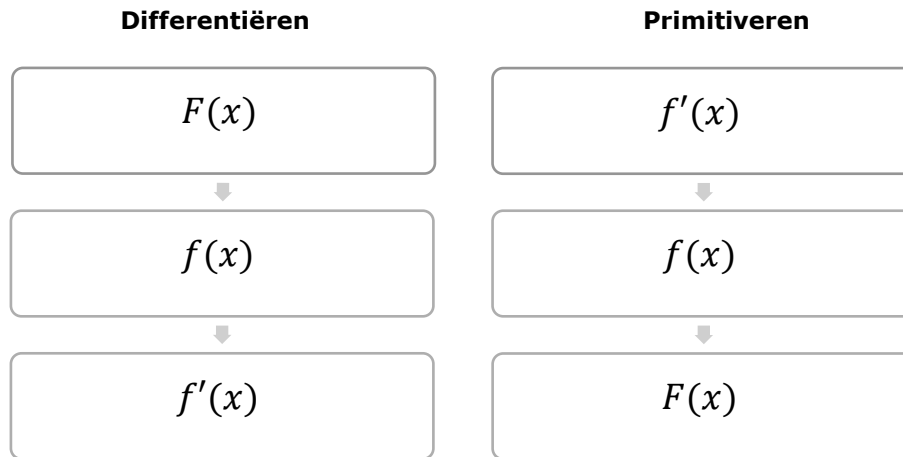 Differentiëren
F(x)
f(x)
f'(x)
Primitiveren
f'(x)
f(x)
F(x)